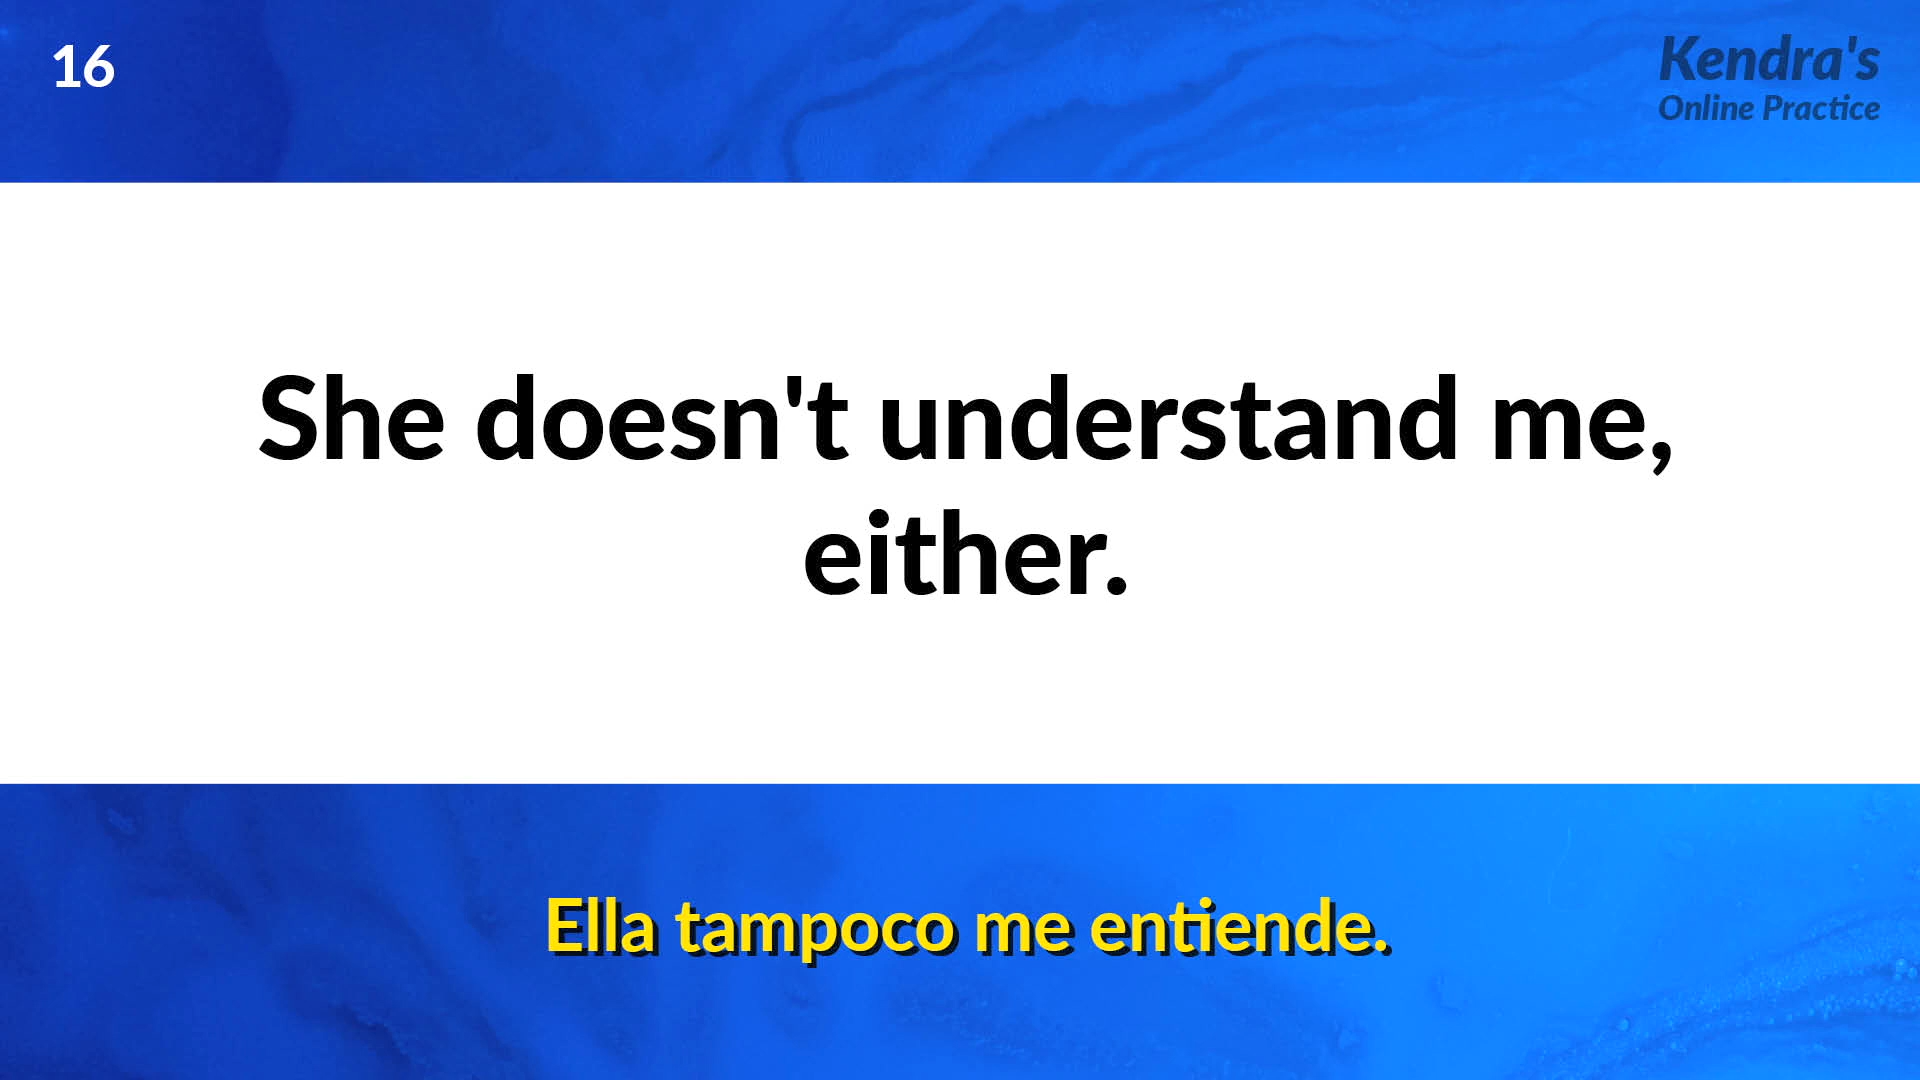 16
Kendra's
Online Practice
She doesn't understand me,
either.
Ella tampoco me entiende.